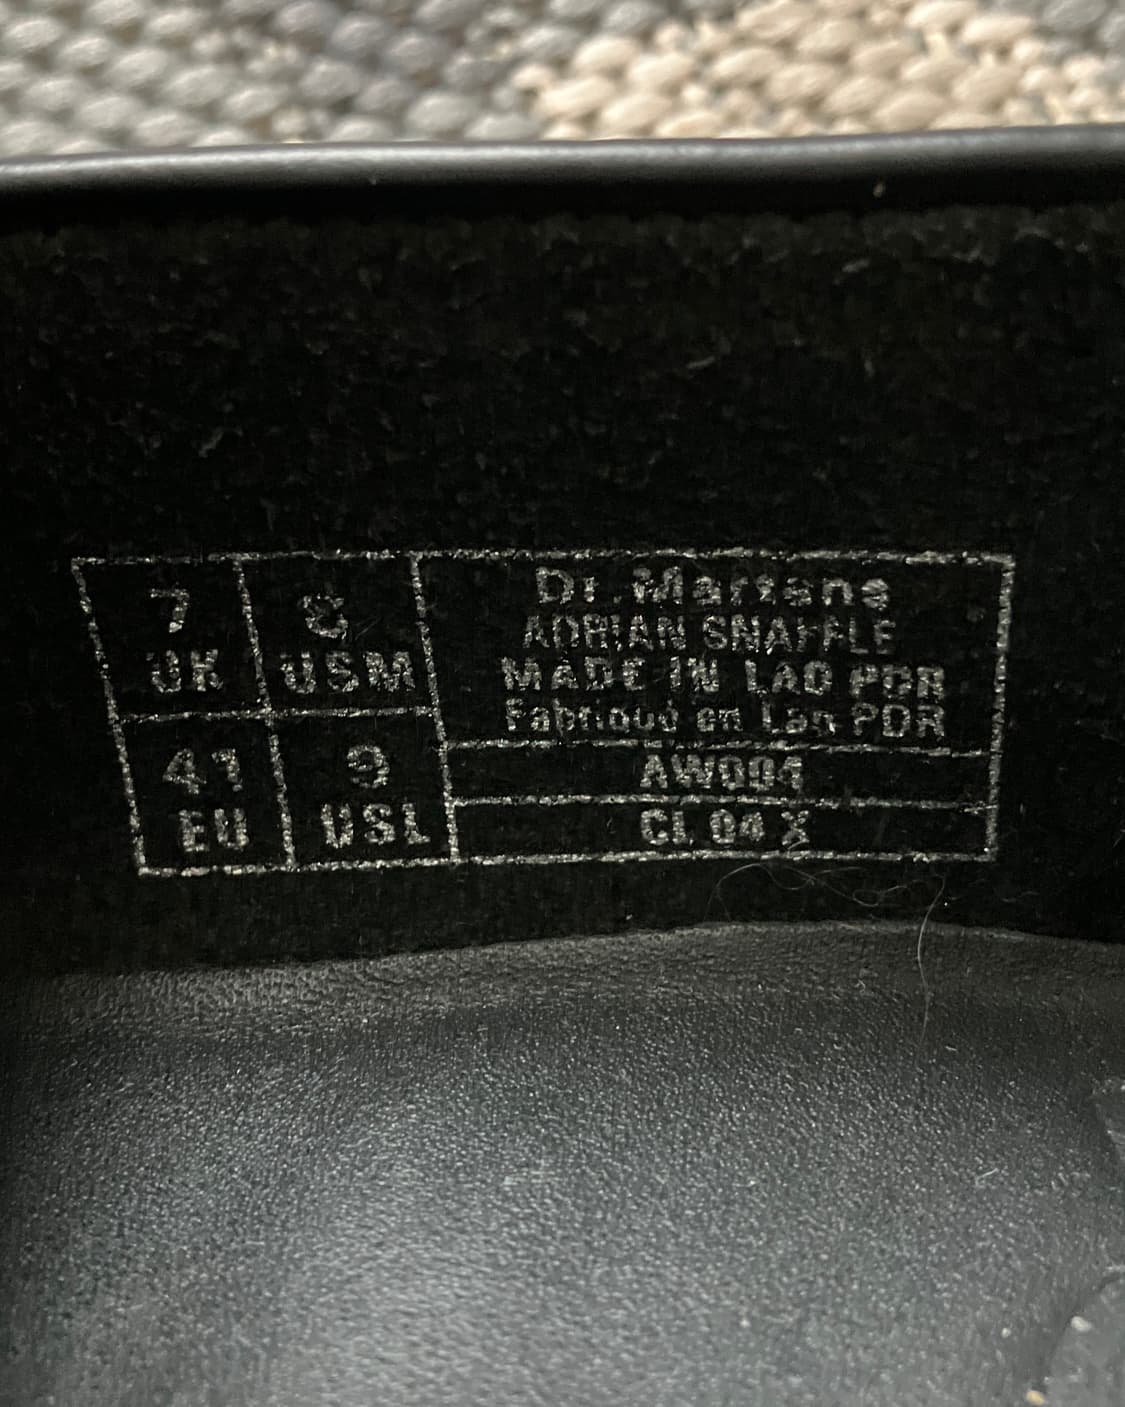 7
UK
8
USM
41
EU
9
USL
Dr. Martens
ADRIAN SNAFFLE
MADE IN LAO PDR
Fabriqué en Lao PDR
AW004
CL 04 X